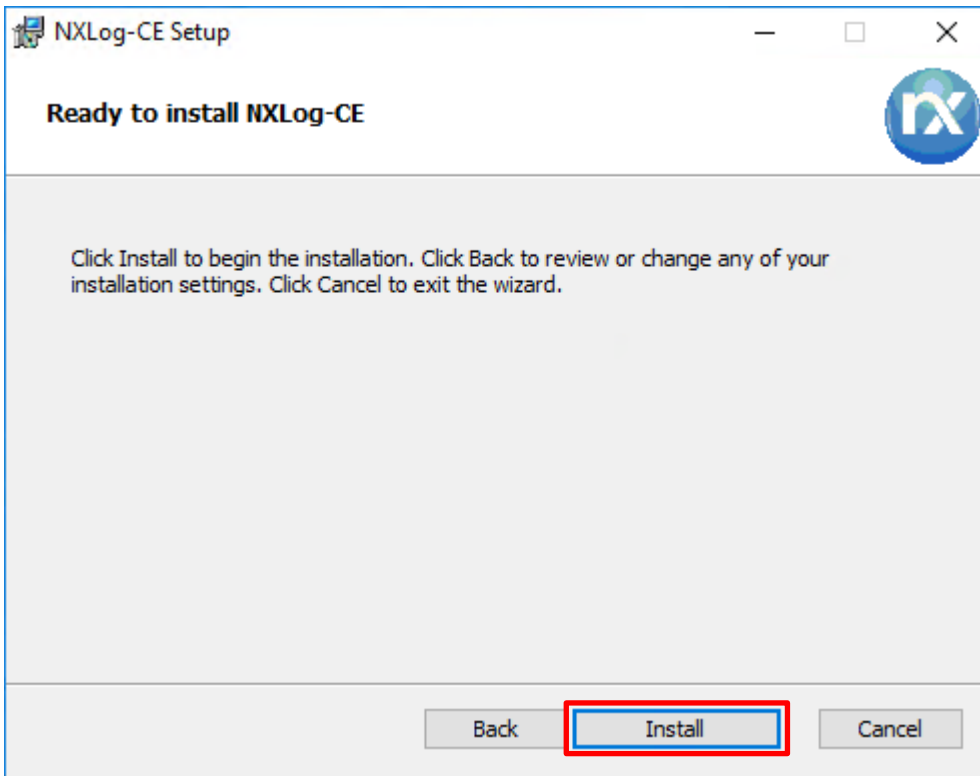 NXLog-CE Setup
Ready to install NXLog-CE
nx
Click Install to begin the installation. Click Back to review or change any of your
installation settings. Click Cancel to exit the wizard.
Back
Install
Cancel